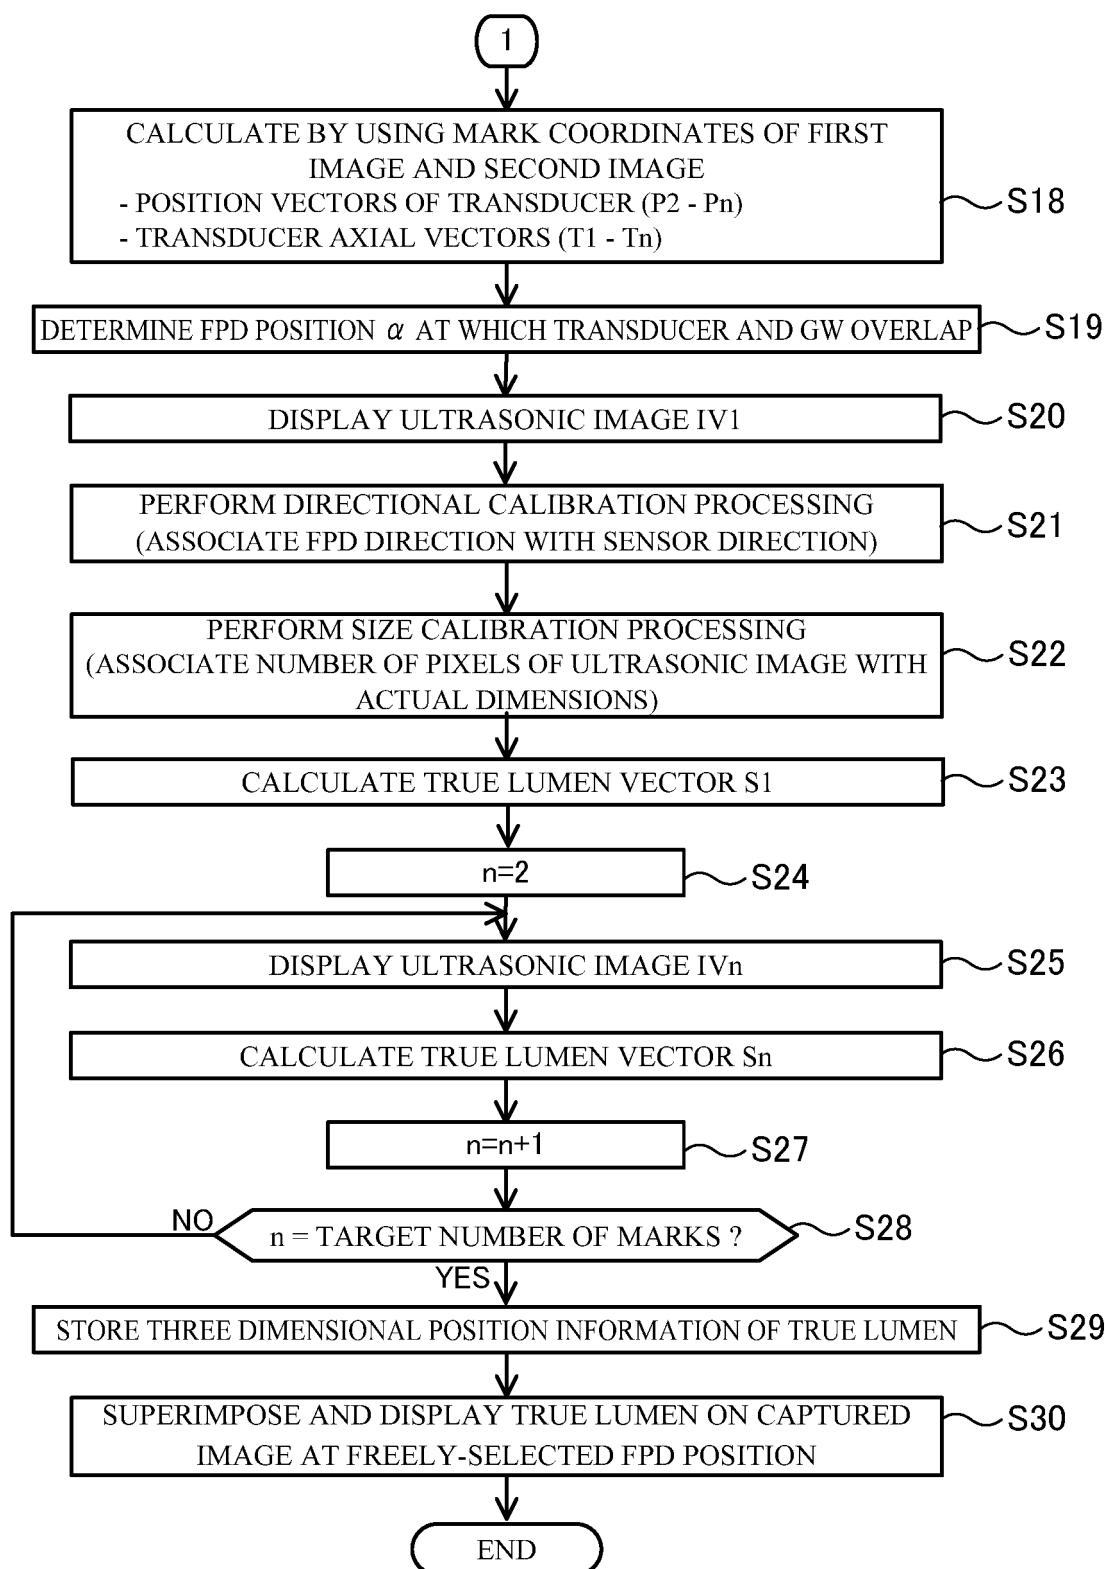 1
CALCULATE BY USING MARK COORDINATES OF FIRST
IMAGE AND SECOND IMAGE
- POSITION VECTORS OF TRANSDUCER (P2 - Pn)
- TRANSDUCER AXIAL VECTORS (T1 - Tn)
S18
DETERMINE FPD POSITION α AT WHICH TRANSDUCER AND GW OVERLAP
S19
DISPLAY ULTRASONIC IMAGE IV1
S20
PERFORM DIRECTIONAL CALIBRATION PROCESSING
(ASSOCIATE FPD DIRECTION WITH SENSOR DIRECTION)
S21
PERFORM SIZE CALIBRATION PROCESSING
(ASSOCIATE NUMBER OF PIXELS OF ULTRASONIC IMAGE WITH
ACTUAL DIMENSIONS)
S22
CALCULATE TRUE LUMEN VECTOR S1
S23
n=2
S24
DISPLAY ULTRASONIC IMAGE IVn
S25
CALCULATE TRUE LUMEN VECTOR Sn
S26
n=n+1
S27
NO
n = TARGET NUMBER OF MARKS ?
S28
YES
STORE THREE DIMENSIONAL POSITION INFORMATION OF TRUE LUMEN
S29
SUPERIMPOSE AND DISPLAY TRUE LUMEN ON CAPTURED
IMAGE AT FREELY-SELECTED FPD POSITION
S30
END